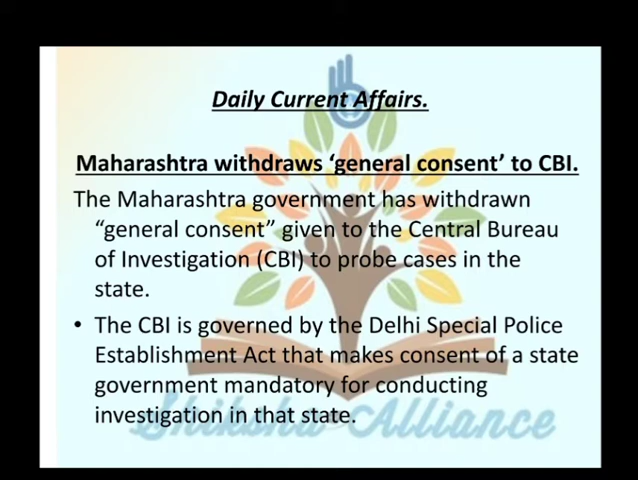 Daily Current Affairs.
Maharashtra withdraws ‘general consent’ to CBI.
The Maharashtra government has withdrawn
“general consent” given to the Central Bureau
of Investigation (CBI) to probe cases in the
state.
• The CBI is governed by the Delhi Special Police
Establishment Act that makes consent of a state
government mandatory for conducting
investigation in that state.
Shiksha Alliance